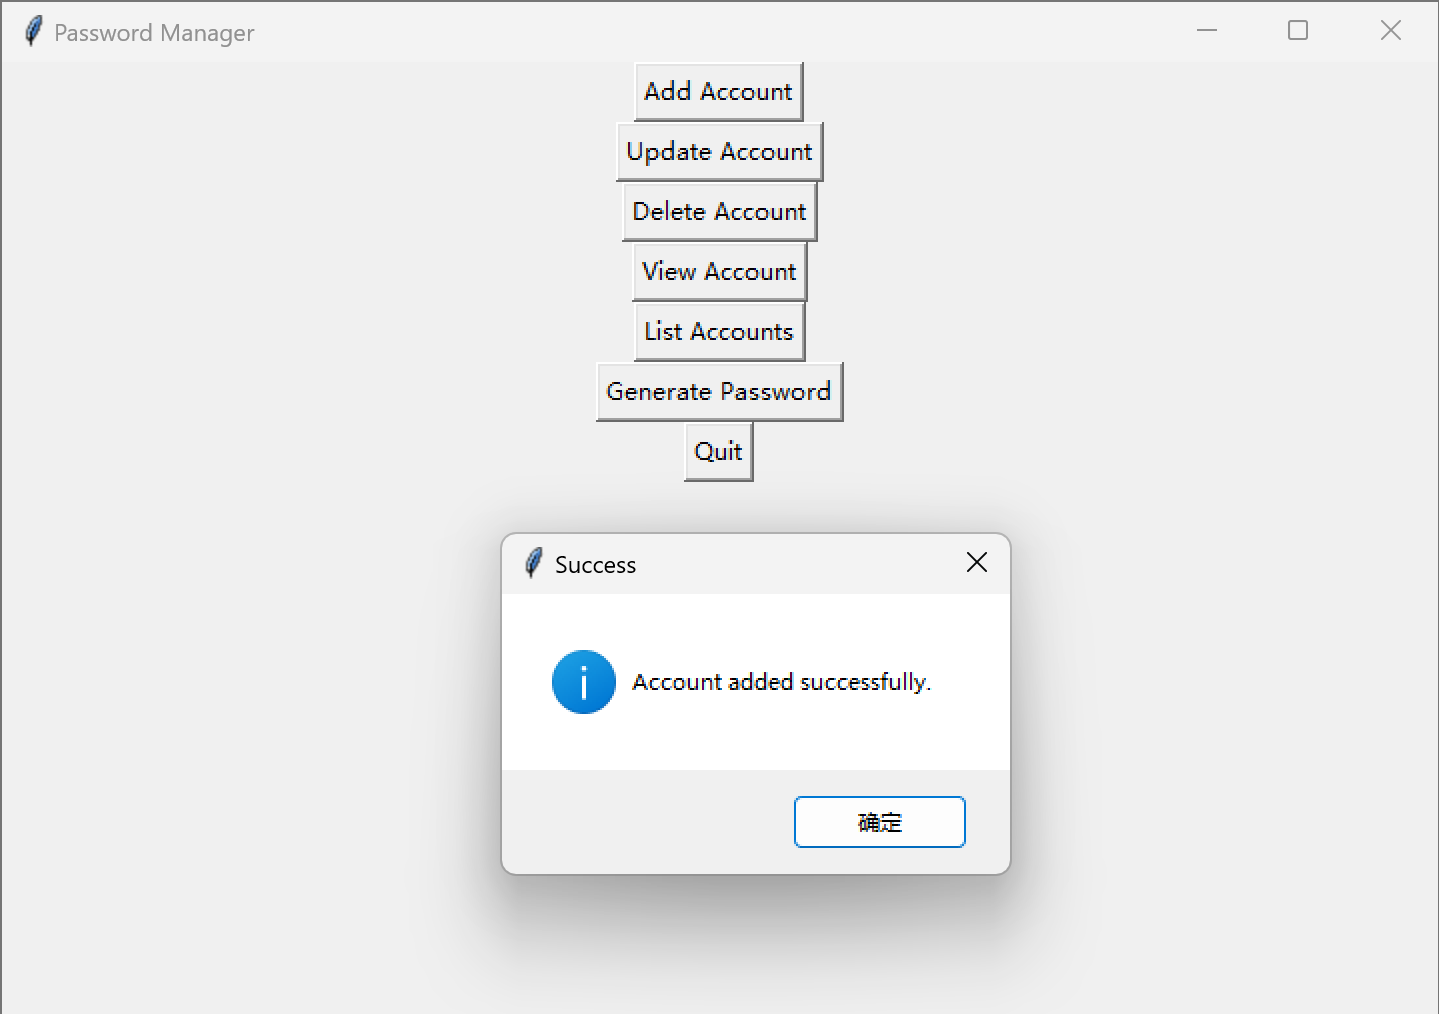 Password Manager
Add Account
Update Account
Delete Account
View Account
List Accounts
Generate Password
Quit
Success
Account added successfully.
确定